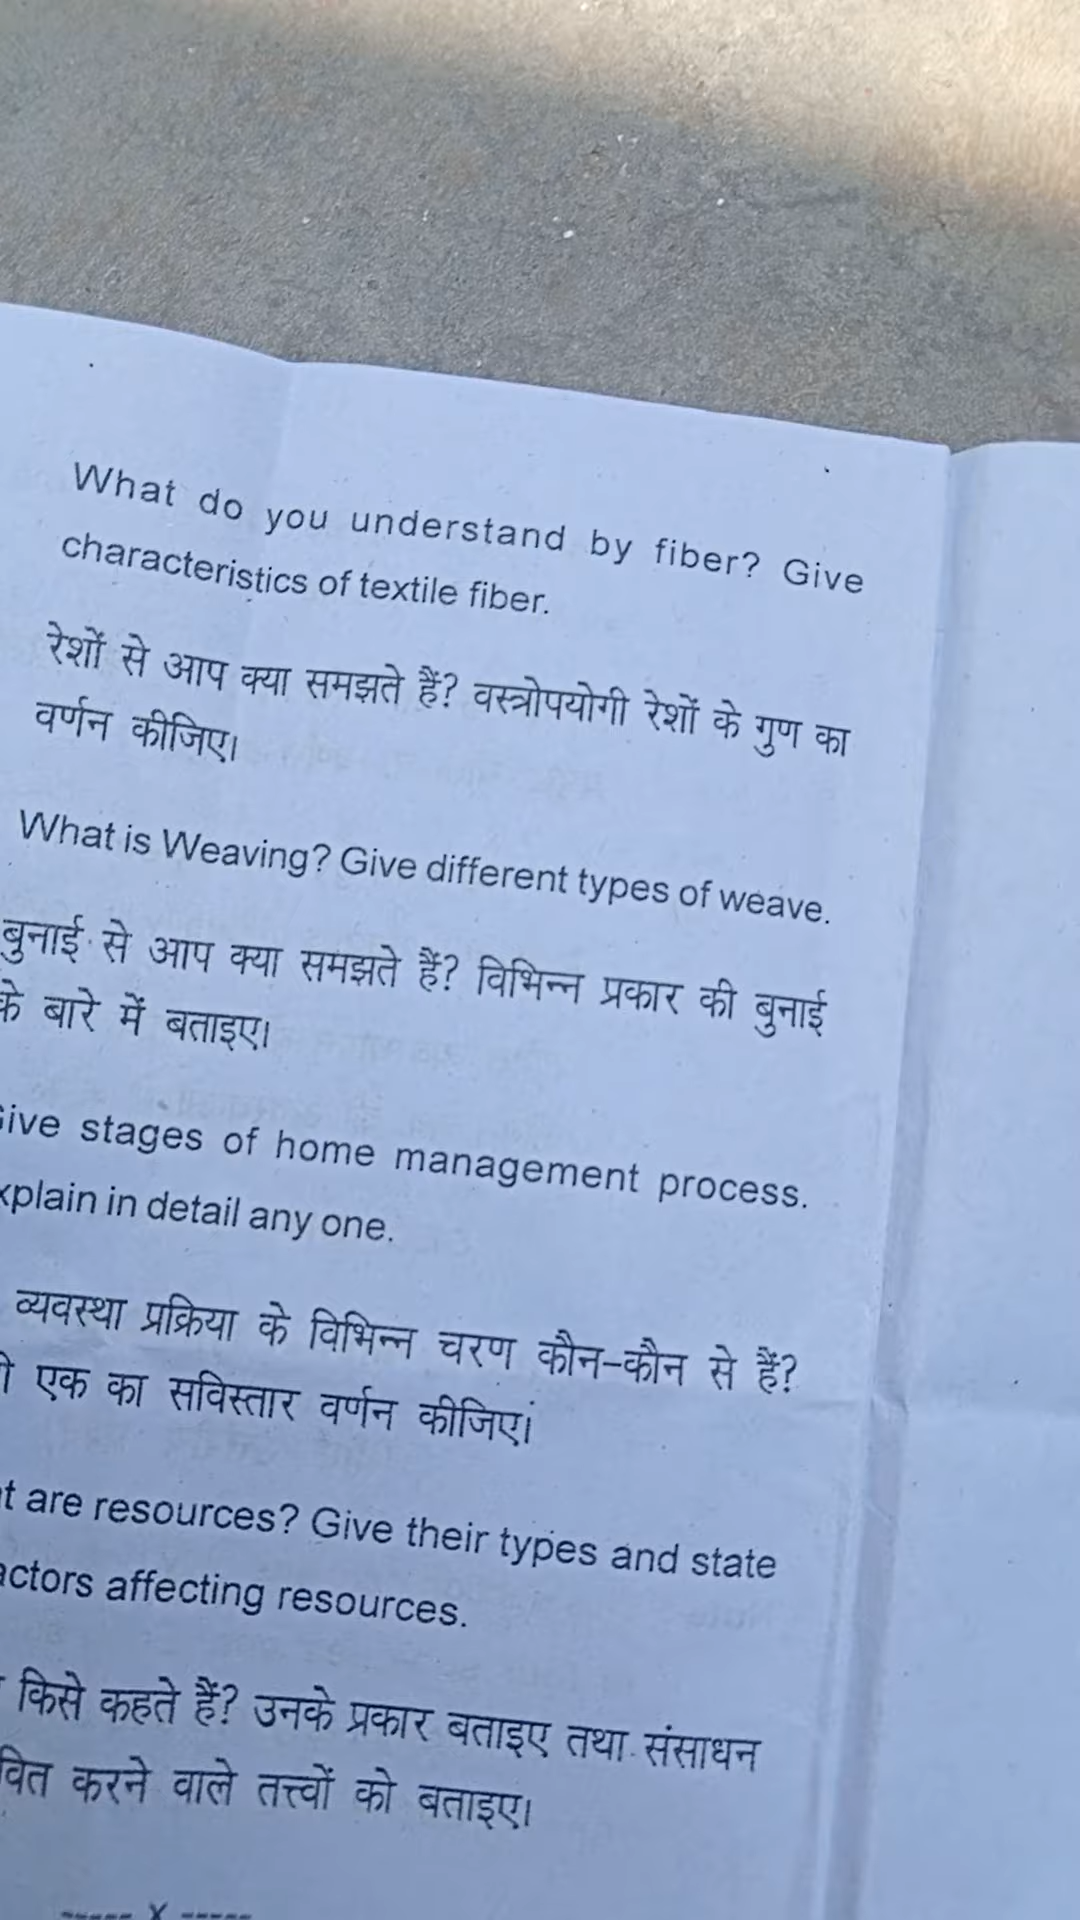 What do you understand by fiber? Give
characteristics of textile fiber.
रेशों से आप क्या समझते हैं? वस्त्रोपयोगी रेशों के गुण का
वर्णन कीजिए।
What is Weaving? Give different types of weave.
बुनाई से आप क्या समझते हैं? विभिन्न प्रकार की बुनाई
के बारे में बताइए।
ive stages of home management process.
xplain in detail any one.
व्यवस्था प्रक्रिया के विभिन्न चरण कौन-कौन से हैं?
एक का सविस्तार वर्णन कीजिए।
t are resources? Give their types and state
actors affecting resources.
किसे कहते हैं? उनके प्रकार बताइए तथा संसाधन
वित करने वाले तत्त्वों को बताइए।
----- x -----